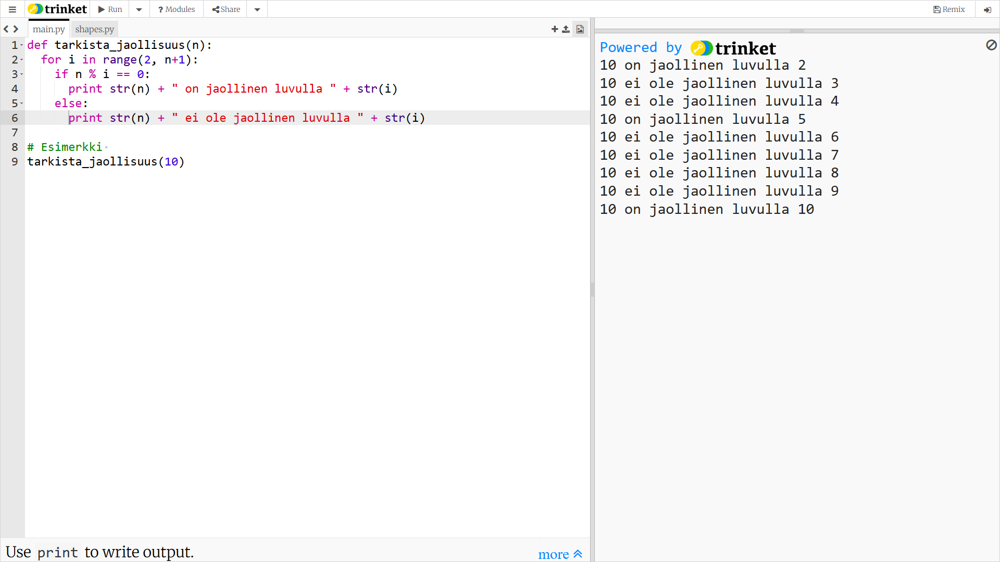 trinket Run ? Modules Share Remix
main.py shapes.py
1 def tarkista_jaollisuus(n):
2 for i in range(2, n+1):
3 if n % i == 0:
4 print str(n) + " on jaollinen luvulla " + str(i)
5 else:
6 print str(n) + " ei ole jaollinen luvulla " + str(i)
7
8 # Esimerkki
9 tarkista_jaollisuus(10)
Use print to write output.
more
Powered by trinket
10 on jaollinen luvulla 2
10 ei ole jaollinen luvulla 3
10 ei ole jaollinen luvulla 4
10 on jaollinen luvulla 5
10 ei ole jaollinen luvulla 6
10 ei ole jaollinen luvulla 7
10 ei ole jaollinen luvulla 8
10 ei ole jaollinen luvulla 9
10 on jaollinen luvulla 10